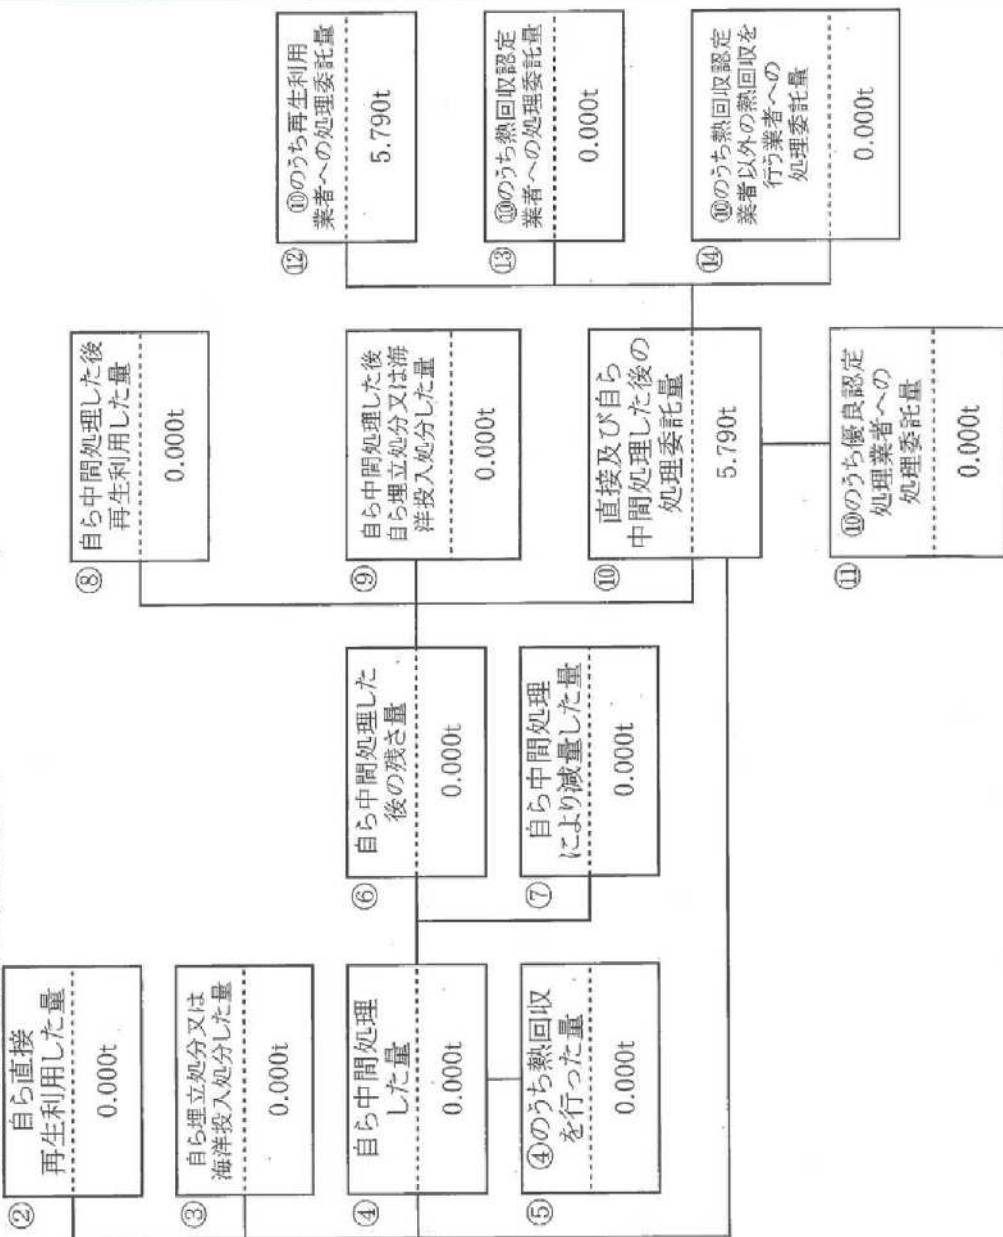 ②
自ら直接
再生利用した量
0.000t
③
自ら埋立処分又は
海洋投入処分した量
0.000t
④
自ら中間処理
した量
0.000t
⑤
④のうち熱回収
を行った量
0.000t
⑥
自ら中間処理した
後の残さ量
0.000t
⑦
自ら中間処理
により減量した量
0.000t
⑧
自ら中間処理した後
再生利用した量
0.000t
⑨
自ら中間処理した後
自ら埋立処分又は海
洋投入処分した量
0.000t
⑩
直接及び自ら
中間処理した後の
処理委託量
5.790t
⑪
⑩のうち優良認定
処理業者への
処理委託量
0.000t
⑫
⑩のうち再生利用
業者への処理委託量
5.790t
⑬
⑩のうち熱回収認定
業者への処理委託量
0.000t
⑭
⑩のうち熱回収認定
業者以外の熱回収を
行う業者への
処理委託量
0.000t